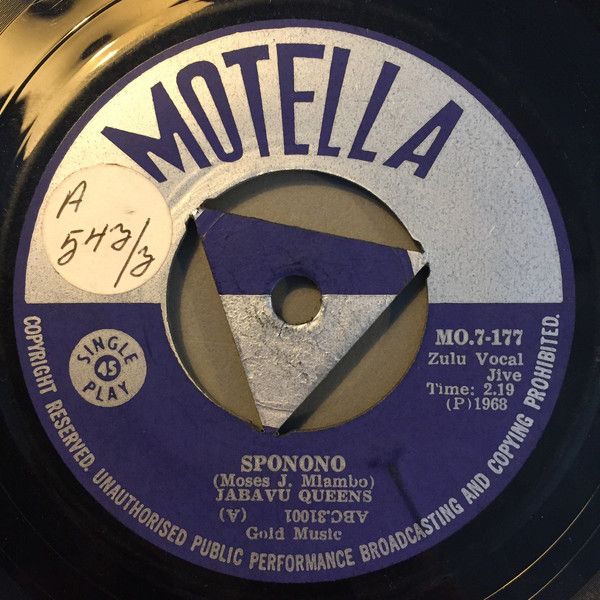 MOTELLA
A
543/3
SINGLE
45
PLAY
MO.7-177
Zulu Vocal
Jive
Time: 2.19
(P)1968
SPONONO
(Moses J. Mlambo)
JABAVU QUEENS
ABC.31001 (A)
Gold Music
COPYRIGHT RESERVED. UNAUTHORISED PUBLIC PERFORMANCE BROADCASTING AND COPYING PROHIBITED.